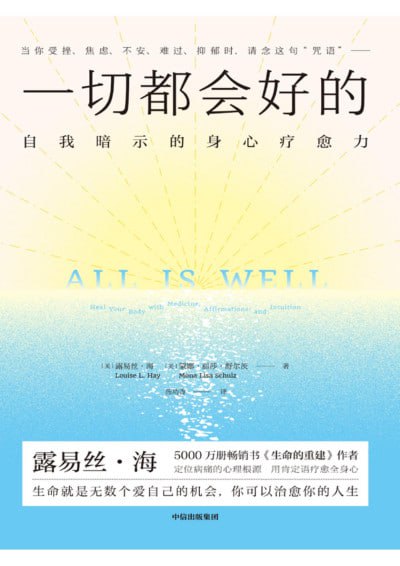 当你受挫、焦虑、不安、难过、抑郁时，请念这句“咒语”——
一切都会好的
自我暗示的身心疗愈力
ALL IS WELL
Heal Your Body with Medicine, Affirmations, and Intuition
[美]露易丝·海 [美]蒙娜·丽莎·舒尔茨 —— 著
Louise L. Hay Mona Lisa Schulz
—— 译
露易丝·海
5000 万册畅销书《生命的重建》作者
定位病痛的心理根源 用肯定语疗愈全身心
生命就是无数个爱自己的机会，你可以治愈你的人生
中信出版集团